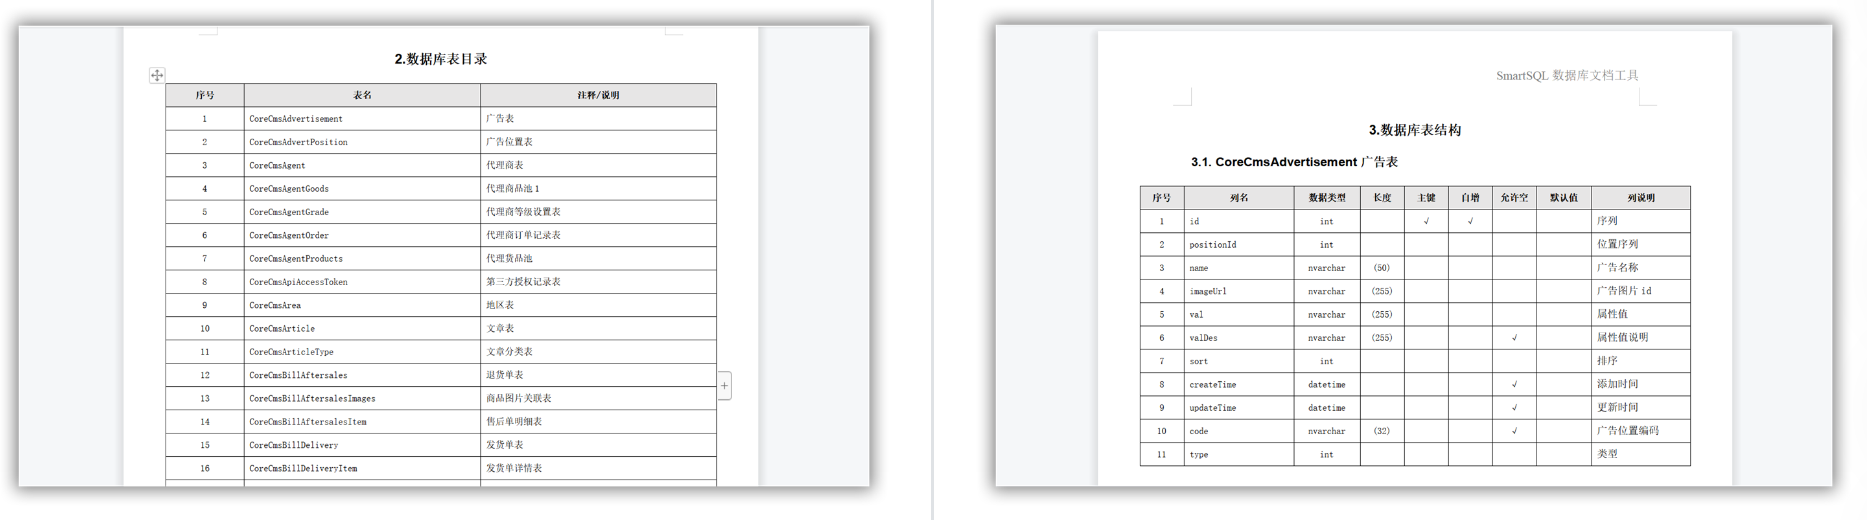 2.数据库表目录
序号 表名 注释/说明
1 CoreCmsAdvertisement 广告表
2 CoreCmsAdvertPosition 广告位置表
3 CoreCmsAgent 代理商表
4 CoreCmsAgentGoods 代理商品池1
5 CoreCmsAgentGrade 代理商等级设置表
6 CoreCmsAgentOrder 代理商订单记录表
7 CoreCmsAgentProducts 代理货品池
8 CoreCmsApiAccessToken 第三方授权记录表
9 CoreCmsArea 地区表
10 CoreCmsArticle 文章表
11 CoreCmsArticleType 文章分类表
12 CoreCmsBillAftersales 退货单表
13 CoreCmsBillAftersalesImages 商品图片关联表
14 CoreCmsBillAftersalesItem 售后单明细表
15 CoreCmsBillDelivery 发货单表
16 CoreCmsBillDeliveryItem 发货单详情表
SmartSQL 数据库文档工具
3.数据库表结构
3.1. CoreCmsAdvertisement 广告表
序号 列名 数据类型 长度 主键 自增 允许空 默认值 列说明
1 id int √ √ 序列
2 positionId int 位置序列
3 name nvarchar (50) 广告名称
4 imageUrl nvarchar (255) 广告图片 id
5 val nvarchar (255) 属性值
6 valDes nvarchar (255) √ 属性值说明
7 sort int 排序
8 createTime datetime √ 添加时间
9 updateTime datetime √ 更新时间
10 code nvarchar (32) √ 广告位置编码
11 type int 类型